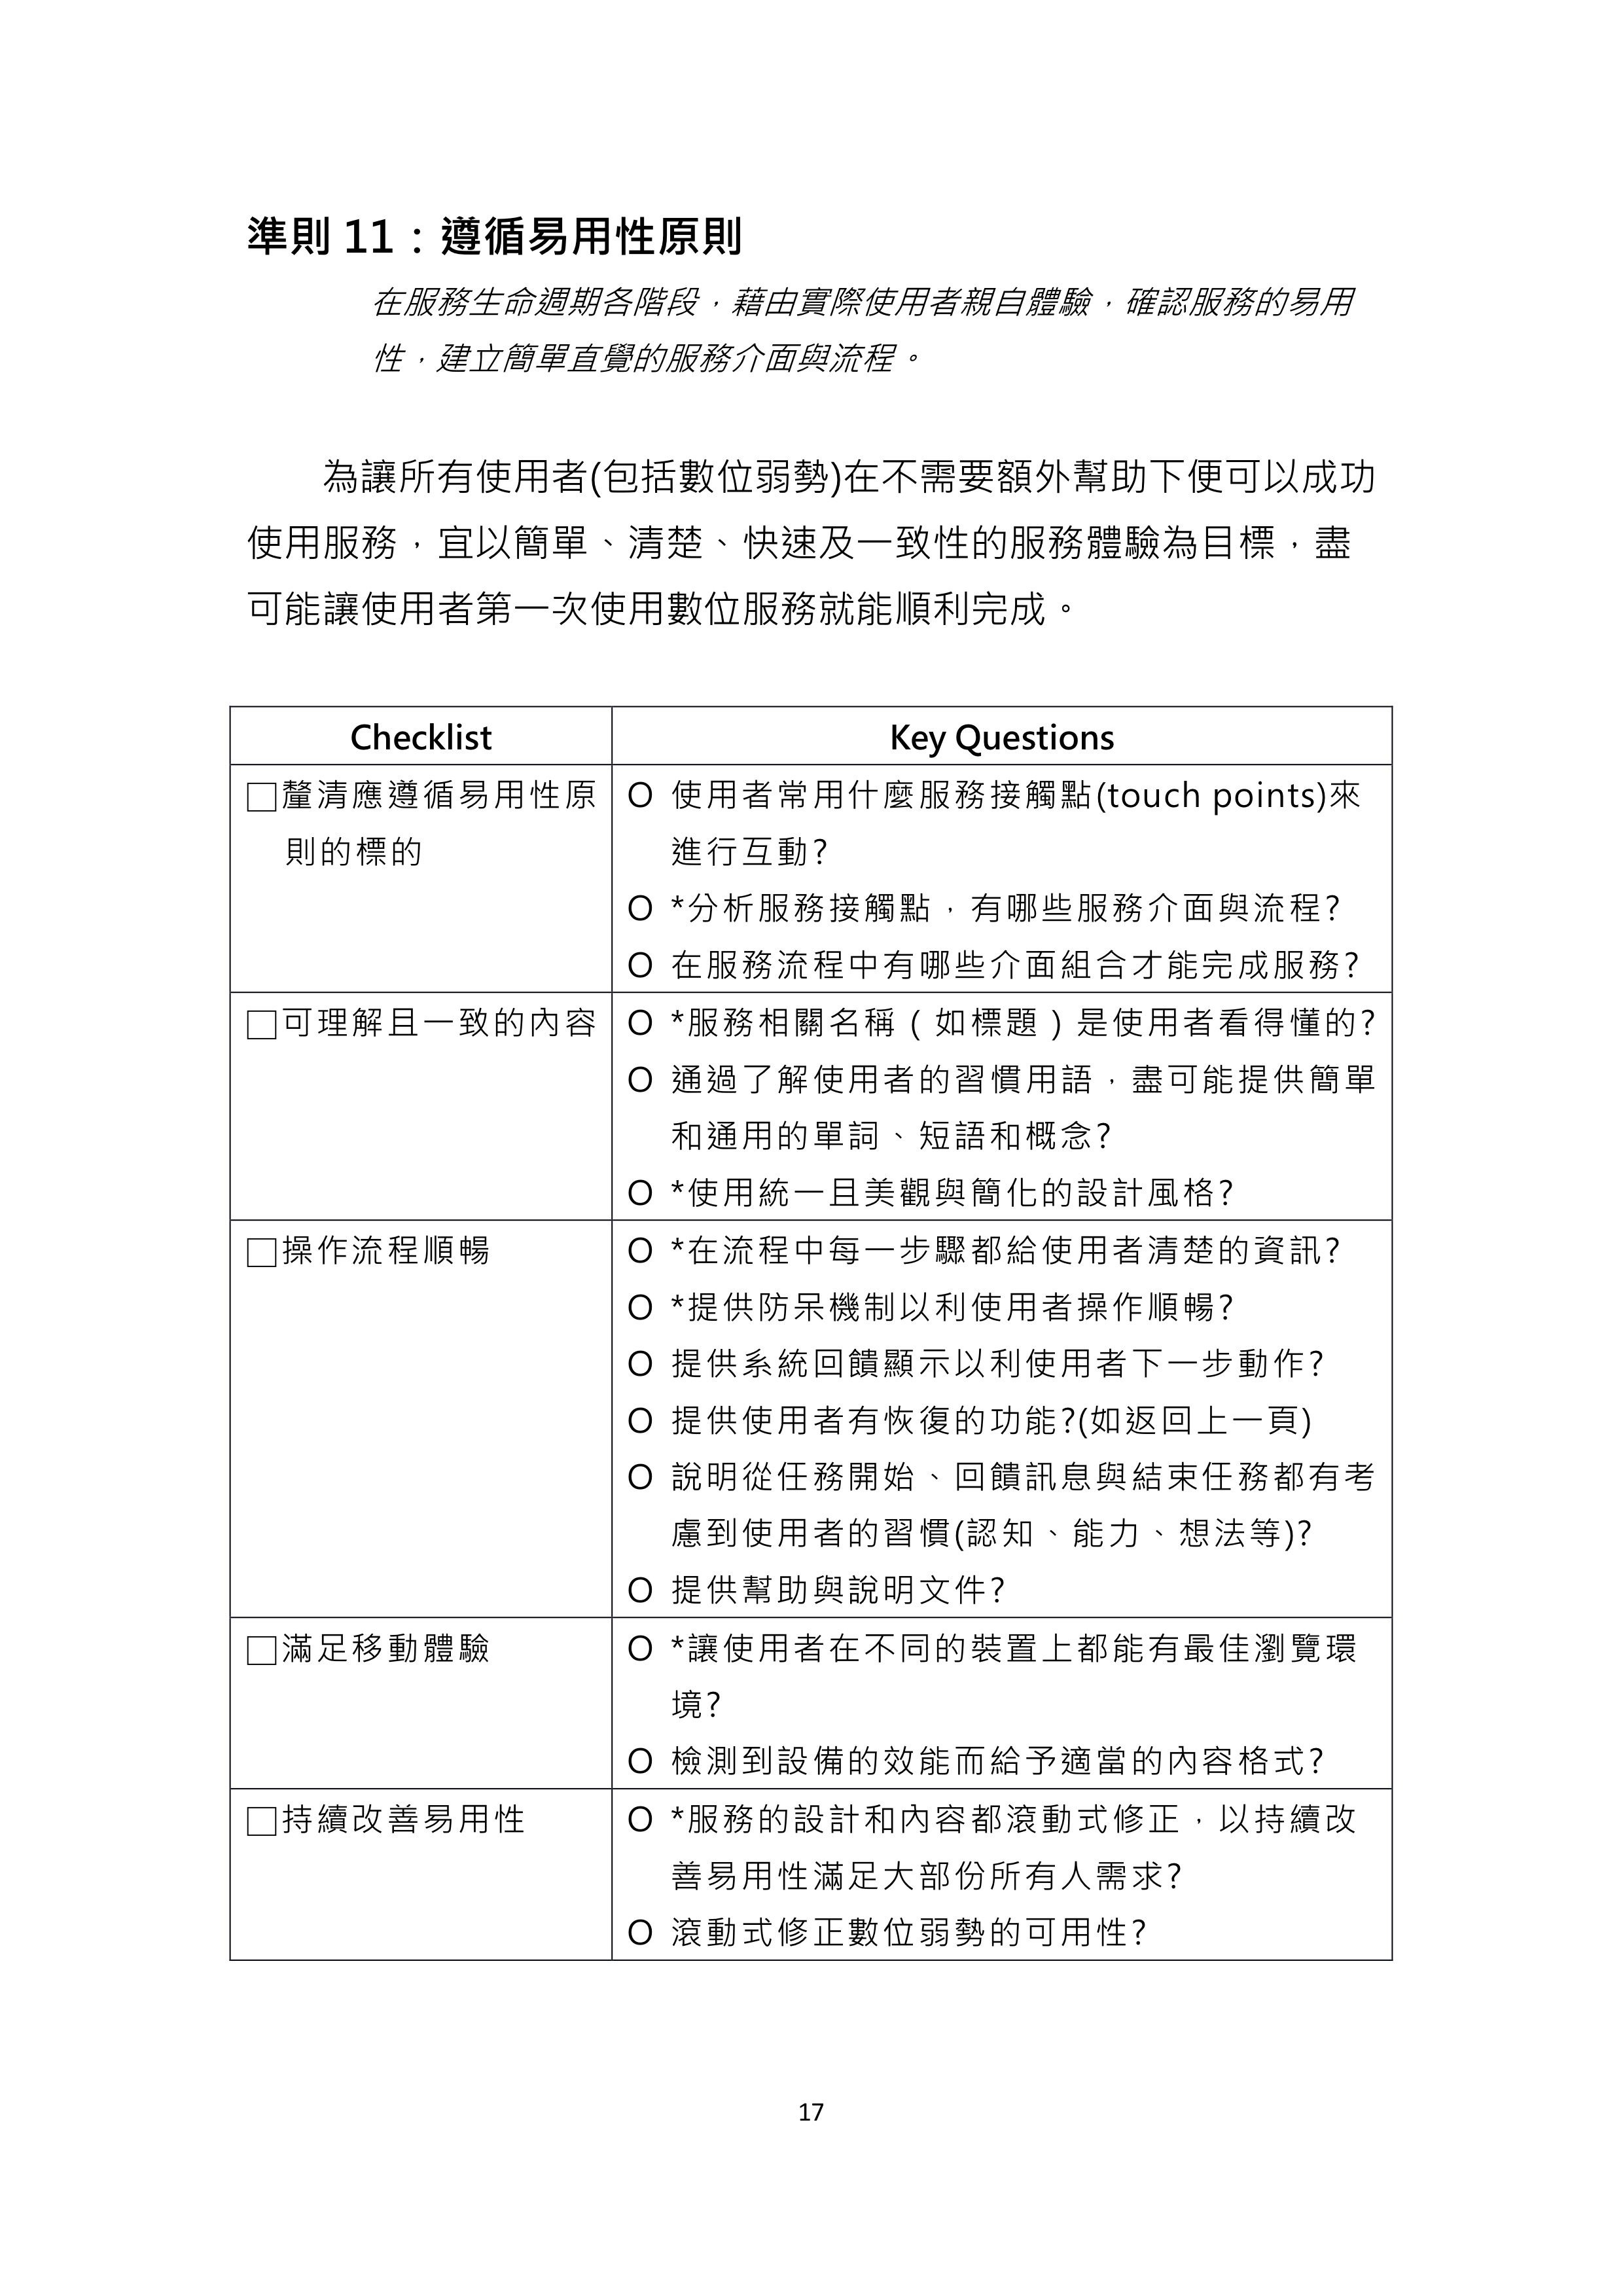 準則 11：遵循易用性原則
在服務生命週期各階段，藉由實際使用者親自體驗，確認服務的易用
性，建立簡單直覺的服務介面與流程。
為讓所有使用者(包括數位弱勢)在不需要額外幫助下便可以成功
使用服務，宜以簡單、清楚、快速及一致性的服務體驗為目標，盡
可能讓使用者第一次使用數位服務就能順利完成。
Checklist Key Questions
□釐清應遵循易用性原
則的標的
O 使用者常用什麼服務接觸點(touch points)來
進行互動?
O *分析服務接觸點，有哪些服務介面與流程?
O 在服務流程中有哪些介面組合才能完成服務?
□可理解且一致的內容
O *服務相關名稱（如標題）是使用者看得懂的?
O 通過了解使用者的習慣用語，盡可能提供簡單
和通用的單詞、短語和概念?
O *使用統一且美觀與簡化的設計風格?
□操作流程順暢
O *在流程中每一步驟都給使用者清楚的資訊?
O *提供防呆機制以利使用者操作順暢?
O 提供系統回饋顯示以利使用者下一步動作?
O 提供使用者有恢復的功能?(如返回上一頁)
O 說明從任務開始、回饋訊息與結束任務都有考
慮到使用者的習慣(認知、能力、想法等)?
O 提供幫助與說明文件?
□滿足移動體驗
O *讓使用者在不同的裝置上都能有最佳瀏覽環
境?
O 檢測到設備的效能而給予適當的內容格式?
□持續改善易用性
O *服務的設計和內容都滾動式修正，以持續改
善易用性滿足大部份所有人需求?
O 滾動式修正數位弱勢的可用性?
17